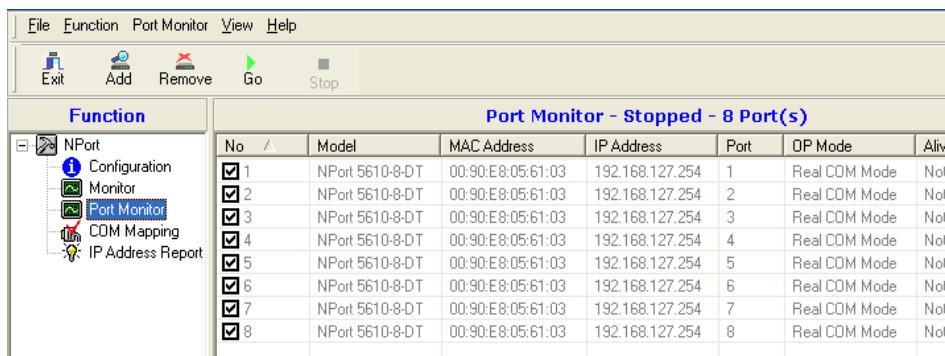 File Function Port Monitor View Help
Exit Add Remove Go Stop
Function
Port Monitor - Stopped - 8 Port(s)
NPort
Configuration
Monitor
Port Monitor
COM Mapping
IP Address Report
No Model MAC Address IP Address Port OP Mode Aliv
1 NPort 5610-8-DT 00:90:E8:05:61:03 192.168.127.254 1 Real COM Mode Not
2 NPort 5610-8-DT 00:90:E8:05:61:03 192.168.127.254 2 Real COM Mode Not
3 NPort 5610-8-DT 00:90:E8:05:61:03 192.168.127.254 3 Real COM Mode Not
4 NPort 5610-8-DT 00:90:E8:05:61:03 192.168.127.254 4 Real COM Mode Not
5 NPort 5610-8-DT 00:90:E8:05:61:03 192.168.127.254 5 Real COM Mode Not
6 NPort 5610-8-DT 00:90:E8:05:61:03 192.168.127.254 6 Real COM Mode Not
7 NPort 5610-8-DT 00:90:E8:05:61:03 192.168.127.254 7 Real COM Mode Not
8 NPort 5610-8-DT 00:90:E8:05:61:03 192.168.127.254 8 Real COM Mode Not